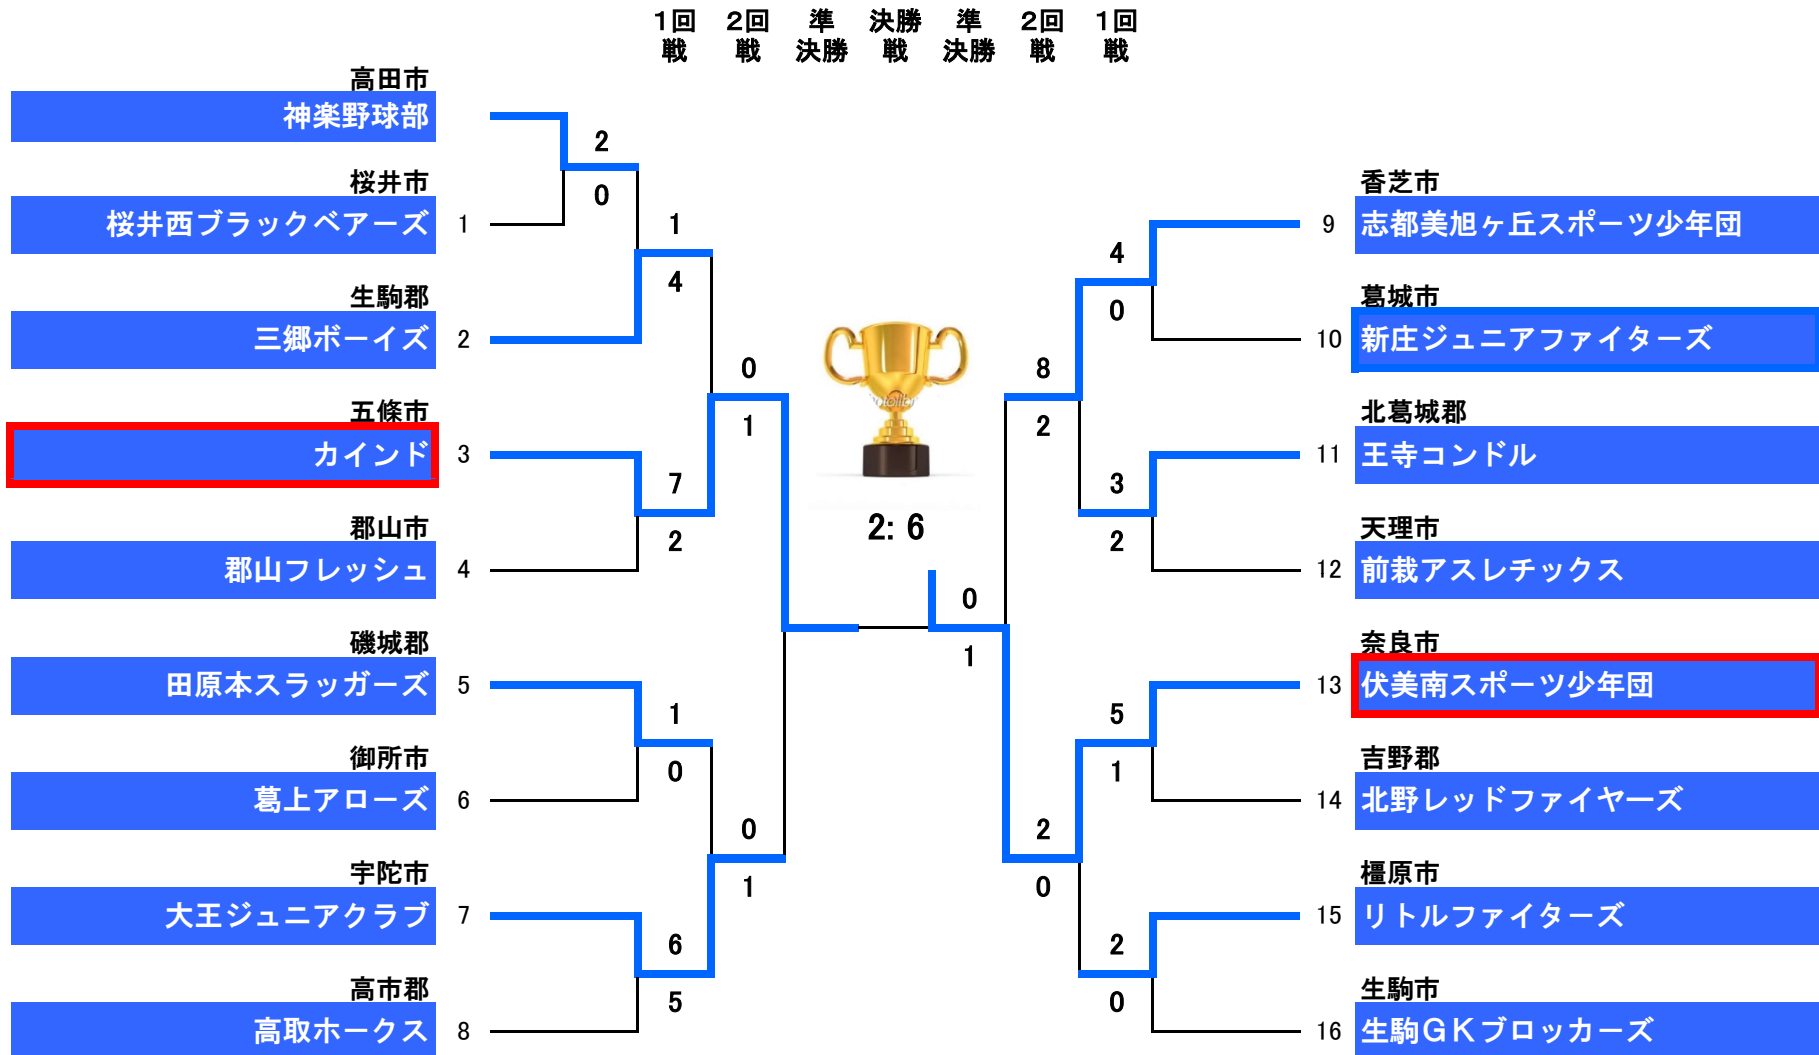 1回戦 2回戦 準決勝 決勝戦 準決勝 2回戦 1回戦
高田市
神楽野球部
2
0
桜井市
桜井西ブラックベアーズ 1
1
4
生駒郡
三郷ボーイズ 2
0
1
五條市
カインド 3
7
2
郡山市
郡山フレッシュ 4
磯城郡
田原本スラッガーズ 5
1
0
御所市
葛上アローズ 6
0
1
宇陀市
大王ジュニアクラブ 7
6
5
高市郡
高取ホークス 8
2: 6
0
1
香芝市
9 志都美旭ヶ丘スポーツ少年団
4
0
葛城市
10 新庄ジュニアファイターズ
8
2
北葛城郡
11 王寺コンドル
3
2
天理市
12 前栽アスレチックス
奈良市
13 伏美南スポーツ少年団
5
1
吉野郡
14 北野レッドファイヤーズ
2
0
橿原市
15 リトルファイターズ
2
0
生駒市
16 生駒GKブロッカーズ